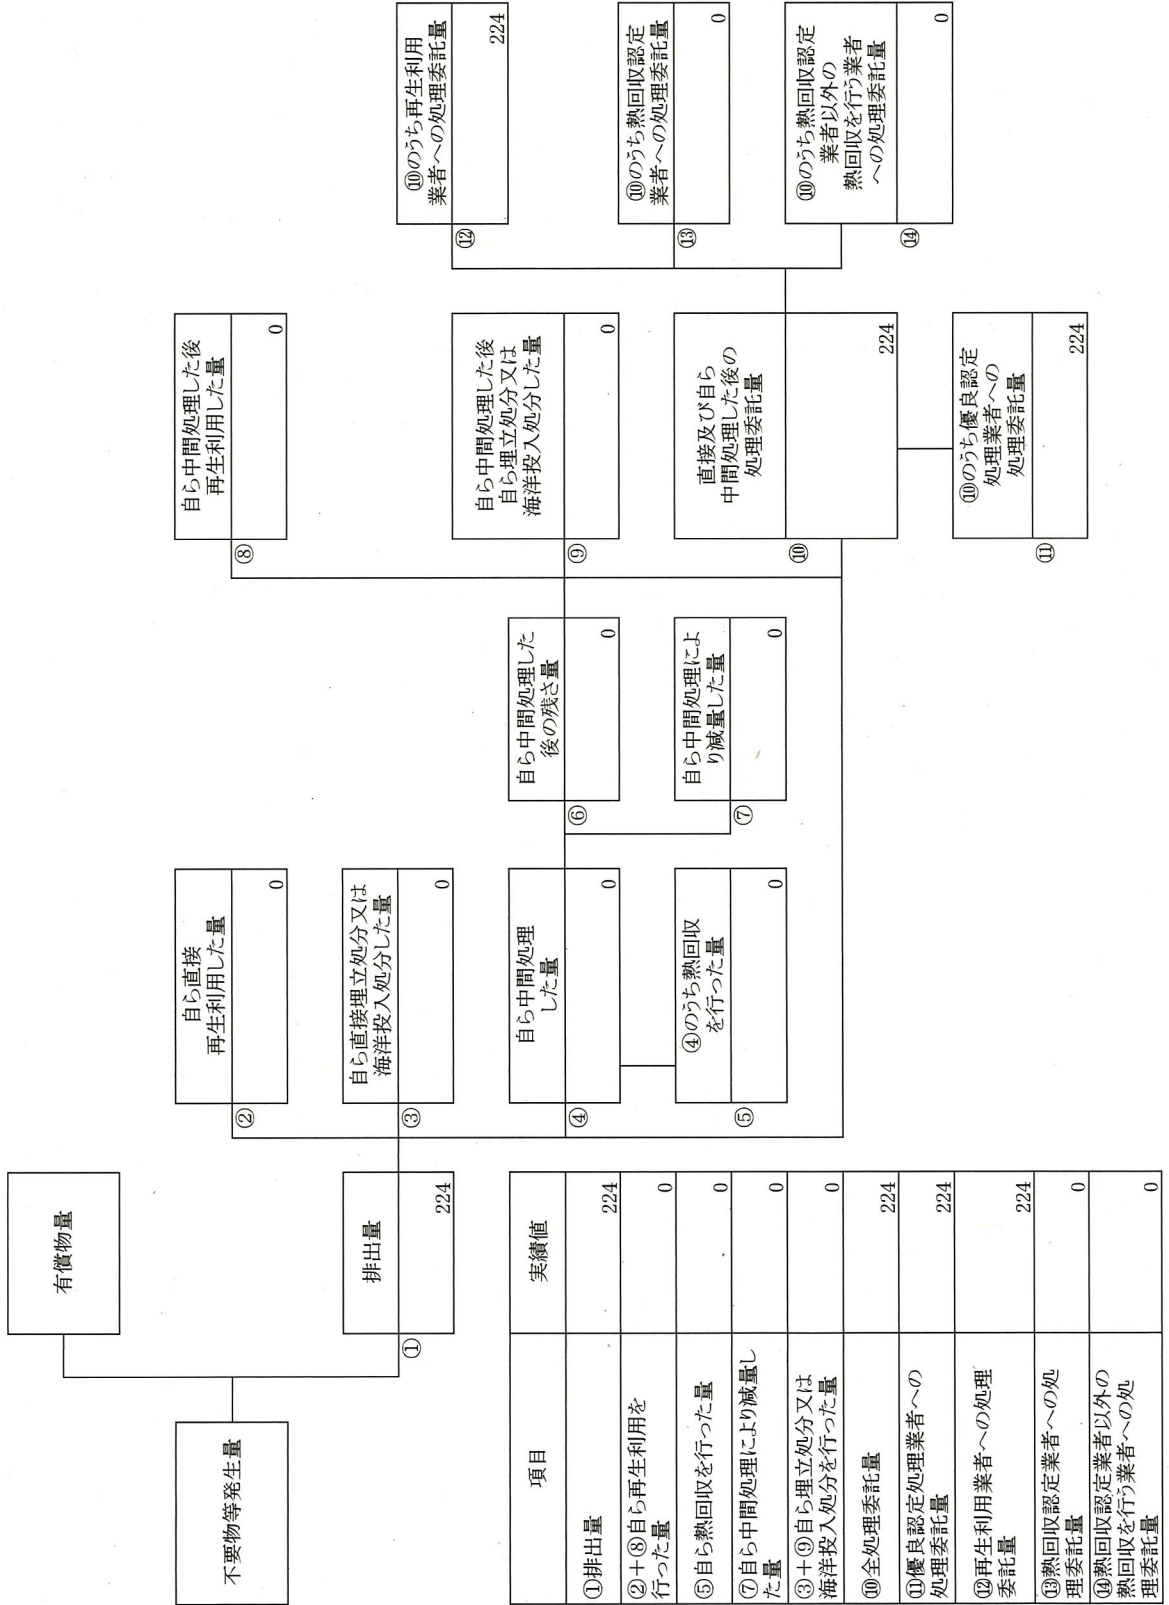 不要物等発生量
有償物量
①
排出量
224
②
自ら直接
再生利用した量
0
③
自ら直接埋立処分又は
海洋投入処分した量
0
④
自ら中間処理
した量
0
⑤
④のうち熱回収
を行った量
0
⑥
自ら中間処理した
後の残さ量
0
⑦
自ら中間処理によ
り減量した量
0
⑧
自ら中間処理した後
再生利用した量
0
⑨
自ら中間処理した後
自ら埋立処分又は
海洋投入処分した量
0
⑩
直接及び自ら
中間処理した後の
処理委託量
224
⑪
⑩のうち優良認定
処理業者への
処理委託量
224
⑫
⑩のうち再生利用
業者への処理委託量
224
⑬
⑩のうち熱回収認定
業者への処理委託量
0
⑭
⑩のうち熱回収認定
業者以外の
熱回収を行う業者
への処理委託量
0
項目 実績値
①排出量 224
②+⑧自ら再生利用を
行った量 0
⑤自ら熱回収を行った量 0
⑦自ら中間処理により減量し
た量 0
③+⑨自ら埋立処分又は
海洋投入処分を行った量 0
⑩全処理委託量 224
⑪優良認定処理業者への
処理委託量 224
⑫再生利用業者への処理
委託量 224
⑬熱回収認定業者への処
理委託量 0
⑭熱回収認定業者以外の
熱回収を行う業者への処
理委託量 0